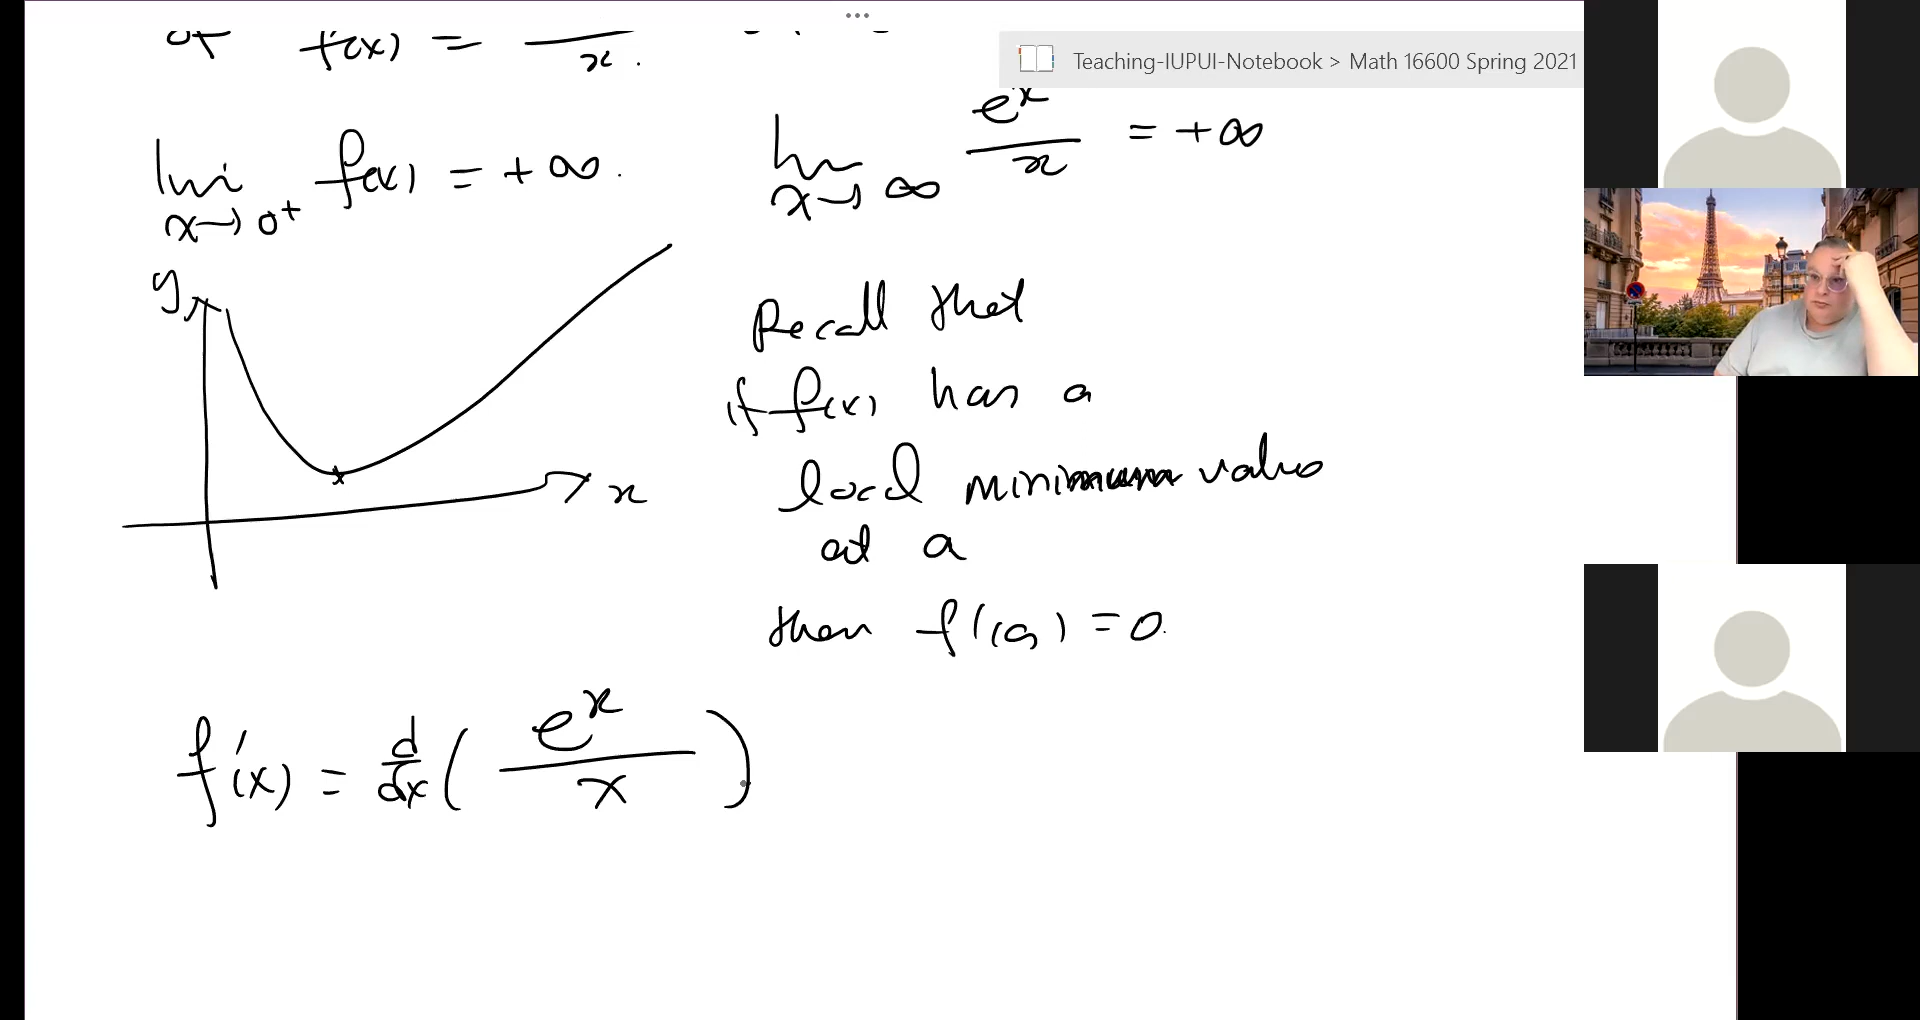 of f(x) = x .
Teaching-IUPUI-Notebook > Math 16600 Spring 2021
lim x→0+ f(x) = +∞ .
lim x→∞ e^x / x = +∞
y
x
Recall that
if f(x) has a
local minimum value
at a
then f'(a) = 0.
f'(x) = d/dx ( e^x / x )